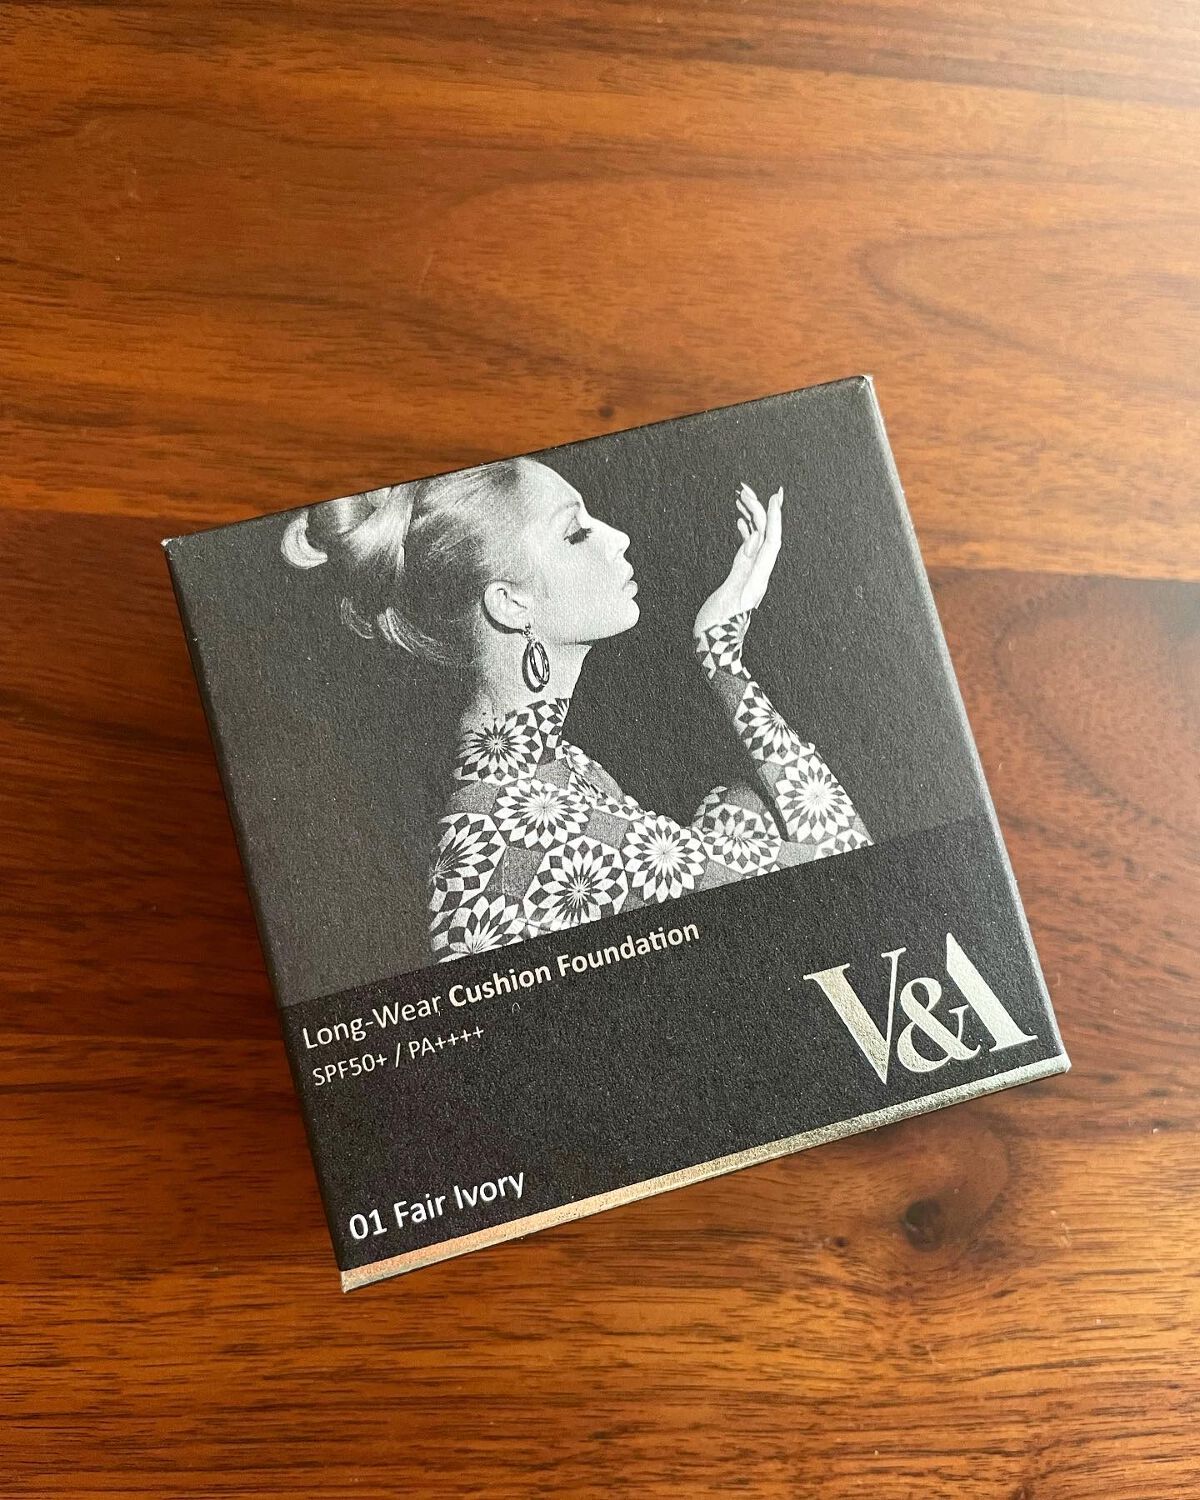 Long-Wear Cushion Foundation
SPF50+ / PA++++
V&A
01 Fair Ivory